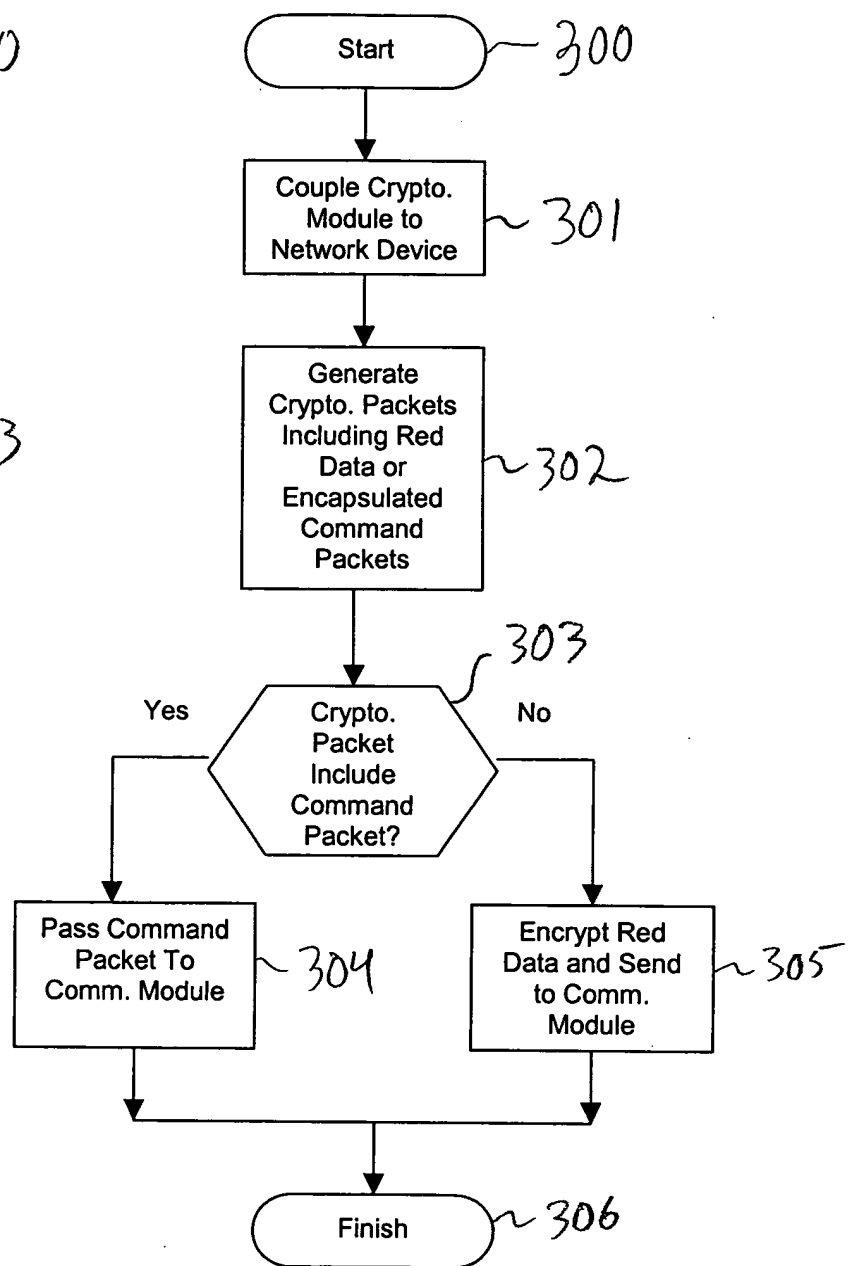 Start
300
Couple Crypto.
Module to
Network Device
301
Generate
Crypto. Packets
Including Red
Data or
Encapsulated
Command
Packets
302
303
Yes
Crypto.
Packet
Include
Command
Packet?
No
Pass Command
Packet To
Comm. Module
304
Encrypt Red
Data and Send
to Comm.
Module
305
Finish
306